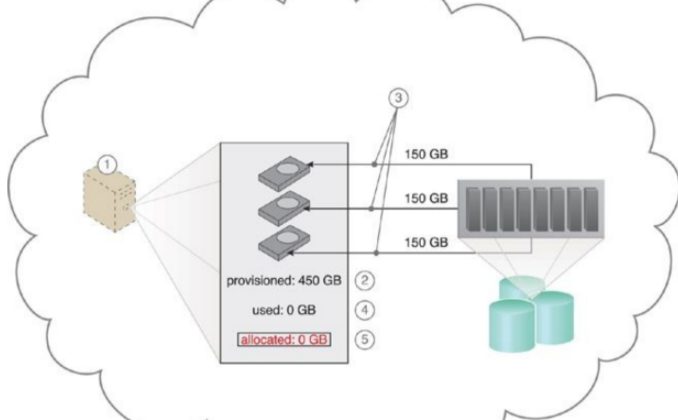 ①
③
150 GB
150 GB
150 GB
provisioned: 450 GB ②
used: 0 GB ④
allocated: 0 GB ⑤